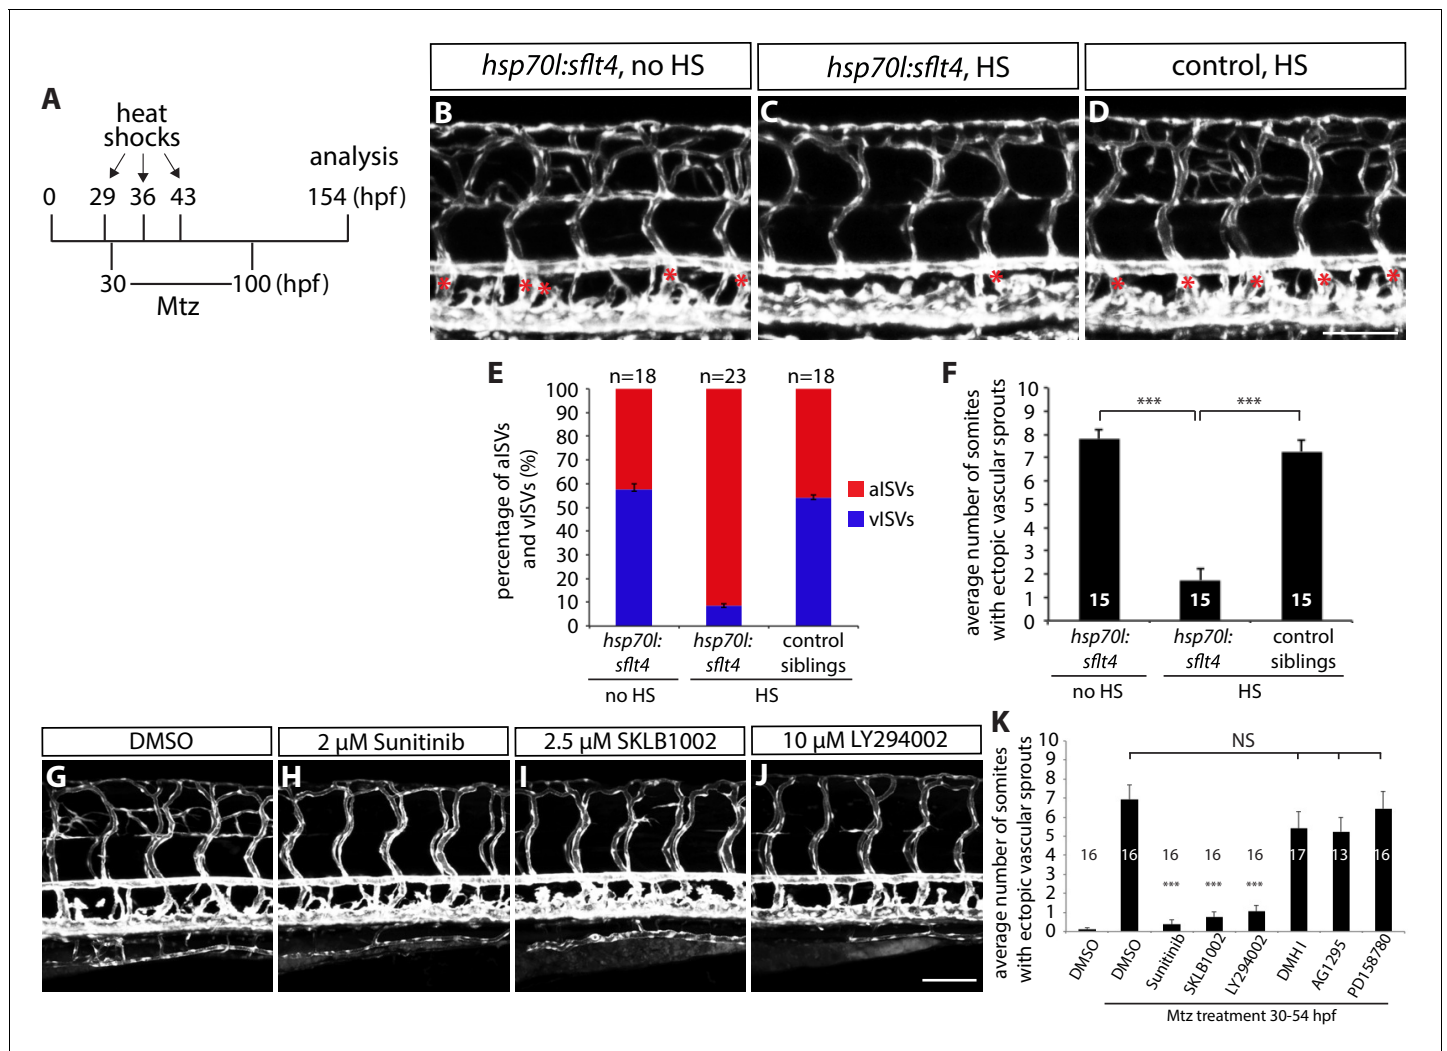 A
heat
shocks
analysis
0 29 36 43 154 (hpf)
30 100 (hpf)
Mtz
hsp70l:sflt4, no HS
hsp70l:sflt4, HS
control, HS
B
* * * * *
C
*
D
* * * * *
E
n=18 n=23 n=18
percentage of aISVs
and vISVs (%)
100
90
80
70
60
50
40
30
20
10
0
aISVs
vISVs
hsp70l:
sflt4
hsp70l:
sflt4
control
siblings
no HS
HS
F
average number of somites
with ectopic vascular sprouts
10
9
8
7
6
5
4
3
2
1
0
*** ***
15 15 15
hsp70l:
sflt4
hsp70l:
sflt4
control
siblings
no HS
HS
DMSO
2 μM Sunitinib
2.5 μM SKLB1002
10 μM LY294002
G
H
I
J
K
average number of somites
with ectopic vascular sprouts
10
9
8
7
6
5
4
3
2
1
0
NS
16 16 16 16 16 17 13 16
*** *** ***
DMSO
DMSO
Sunitinib
SKLB1002
LY294002
DMH1
AG1295
PD158780
Mtz treatment 30-54 hpf